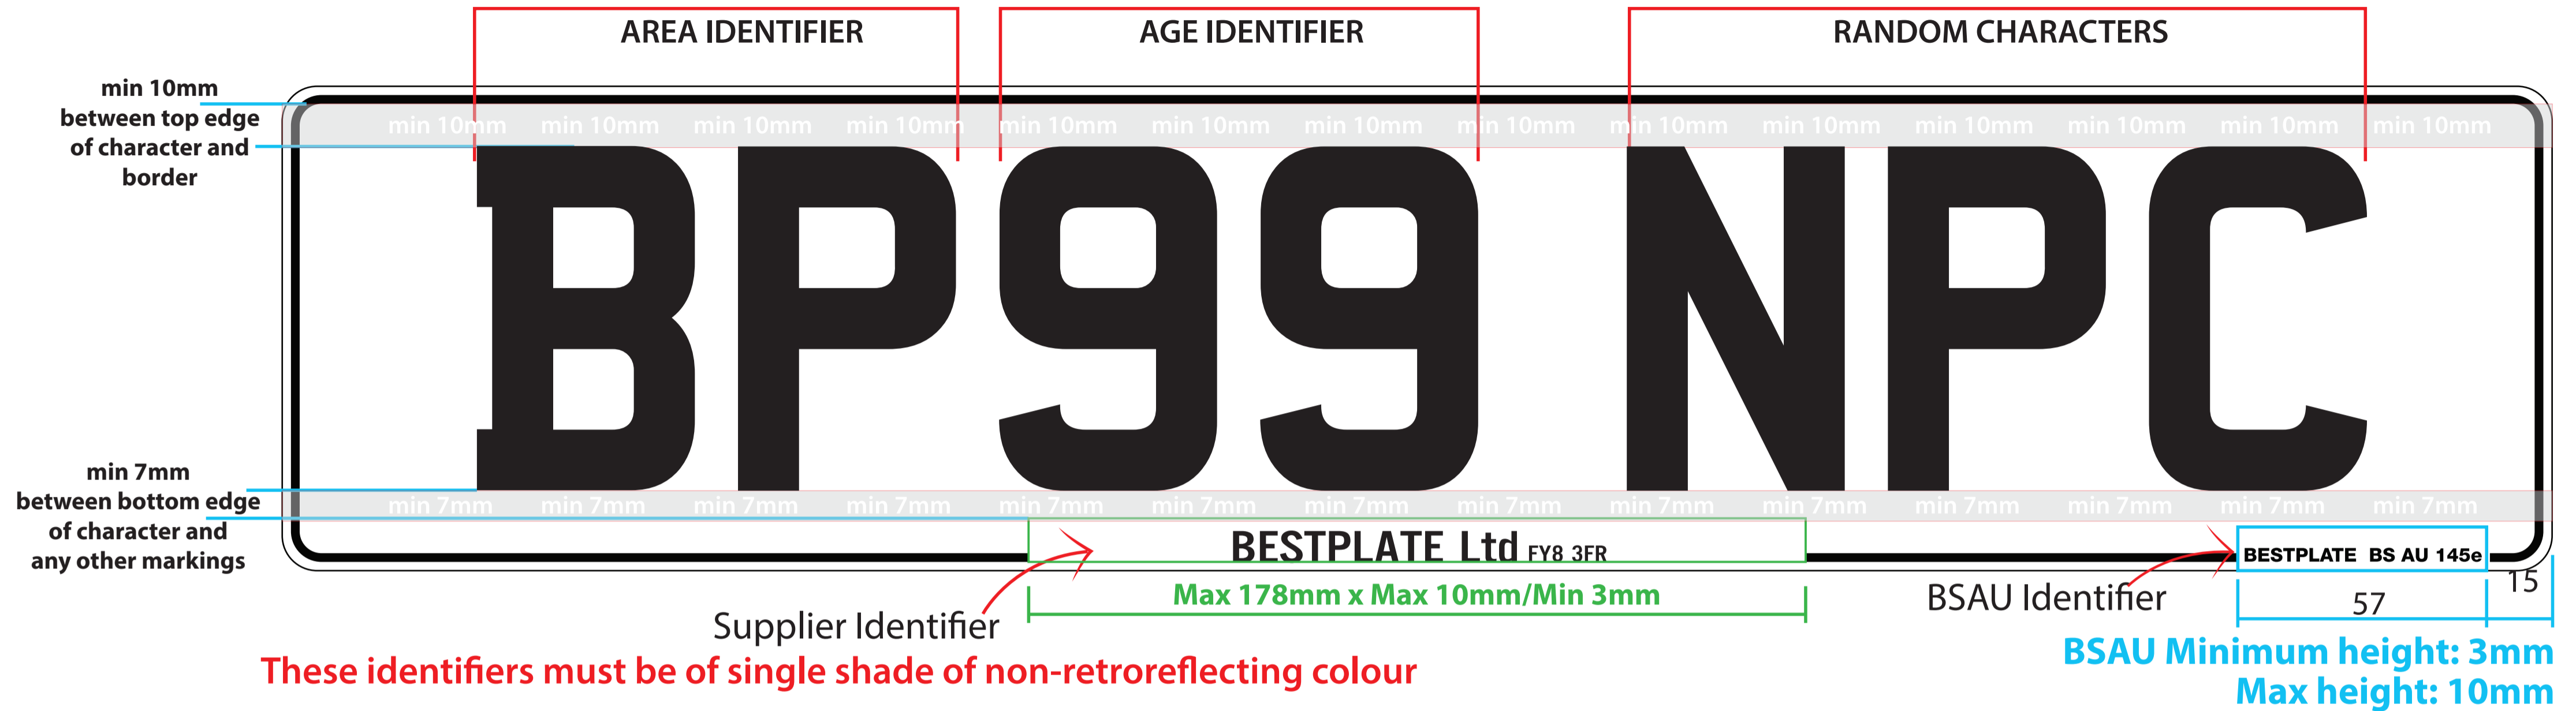 AREA IDENTIFIER
AGE IDENTIFIER
RANDOM CHARACTERS
min 10mm
between top edge
of character and
border
min 10mm min 10mm min 10mm min 10mm min 10mm min 10mm min 10mm min 10mm min 10mm min 10mm min 10mm min 10mm min 10mm min 10mm
BP99 NPC
min 7mm
between bottom edge
of character and
any other markings
min 7mm min 7mm min 7mm min 7mm min 7mm min 7mm min 7mm min 7mm min 7mm min 7mm min 7mm min 7mm min 7mm min 7mm
BESTPLATE Ltd FY8 3FR
BESTPLATE BS AU 145e
Max 178mm x Max 10mm/Min 3mm
Supplier Identifier
BSAU Identifier
57
15
These identifiers must be of single shade of non-retroreflecting colour
BSAU Minimum height: 3mm
Max height: 10mm